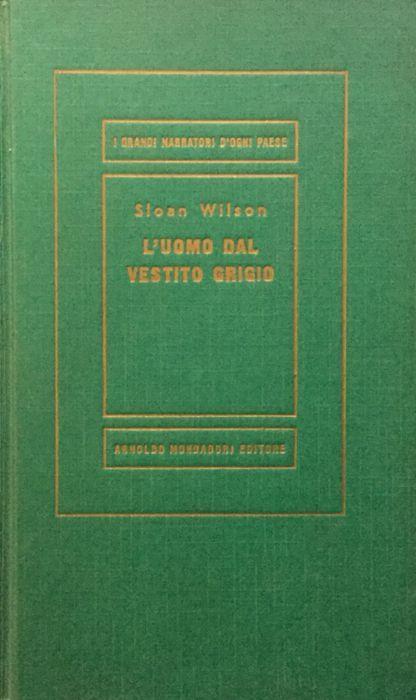 I GRANDI NARRATORI D'OGNI PAESE
Sloan Wilson
L'UOMO DAL
VESTITO GRIGIO
ARNOLDO MONDADORI EDITORE